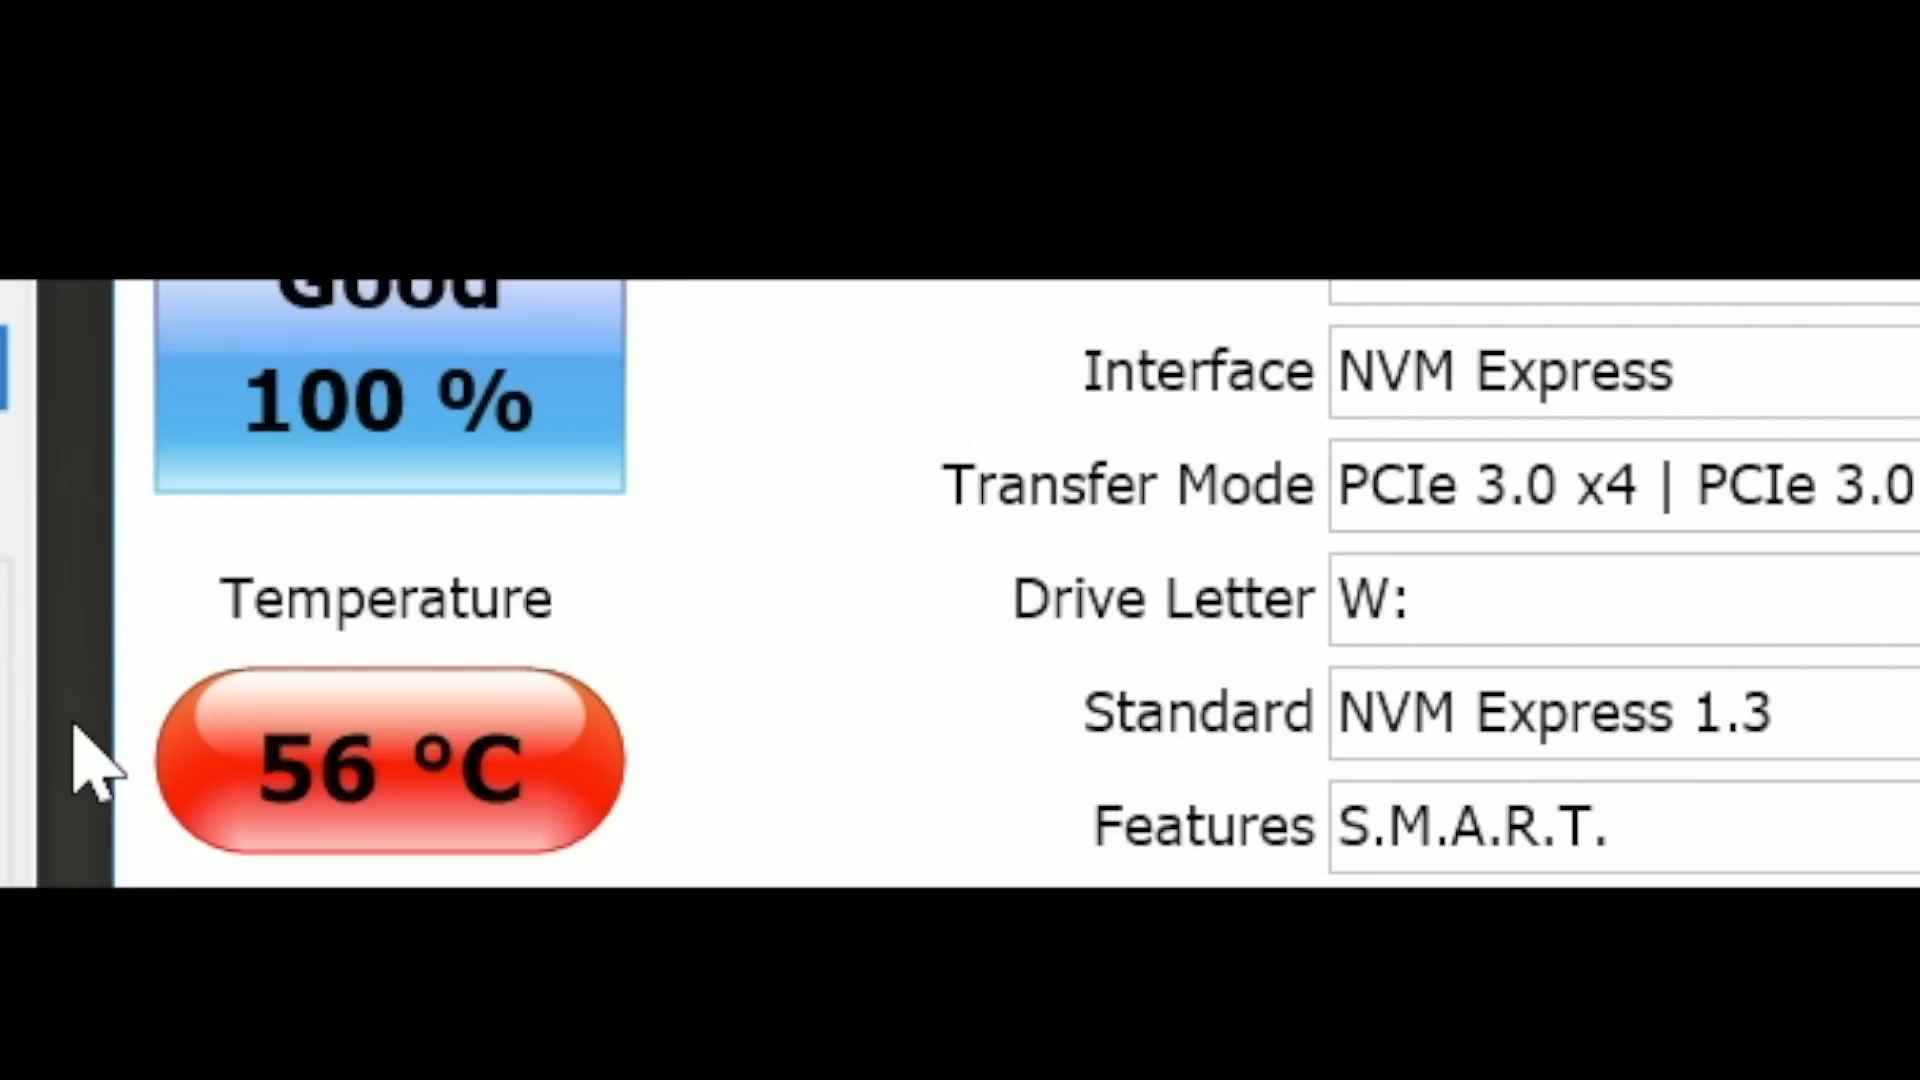 Good
100 %
Temperature
56 °C
Interface NVM Express
Transfer Mode PCIe 3.0 x4 | PCIe 3.0
Drive Letter W:
Standard NVM Express 1.3
Features S.M.A.R.T.